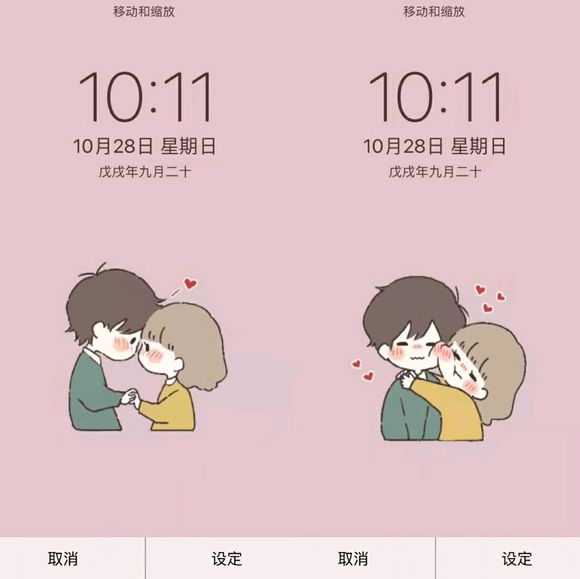 移动和缩放
10:11
10月28日 星期日
戊戌年九月二十
取消 设定
移动和缩放
10:11
10月28日 星期日
戊戌年九月二十
取消 设定